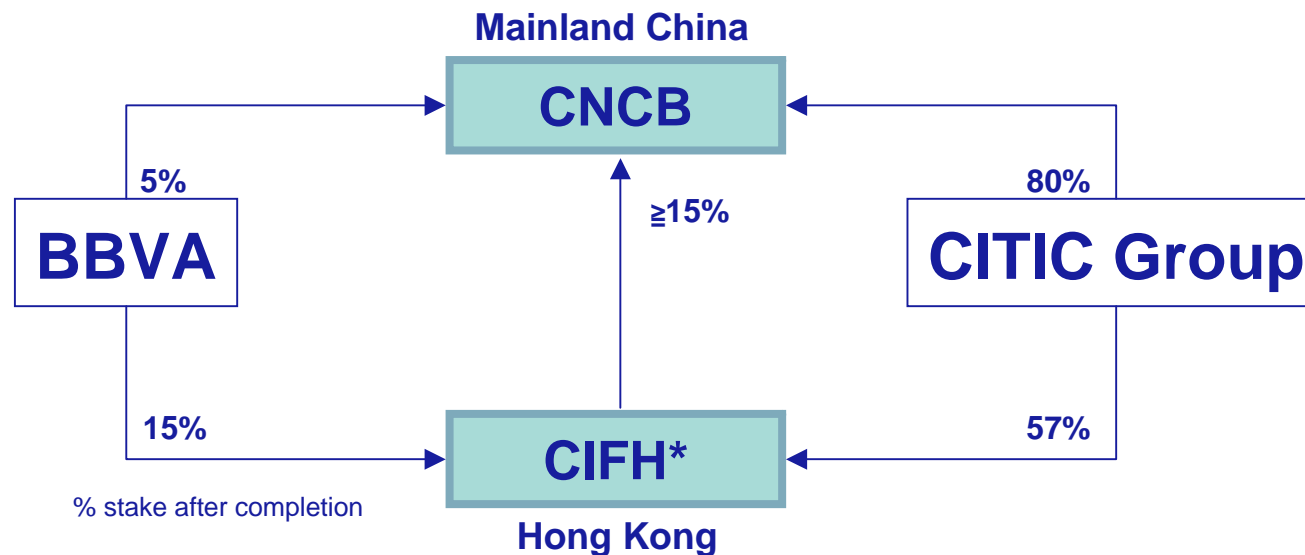 Mainland China
CNCB
5%
80%
≧15%
BBVA
CITIC Group
15%
57%
CIFH*
% stake after completion
Hong Kong